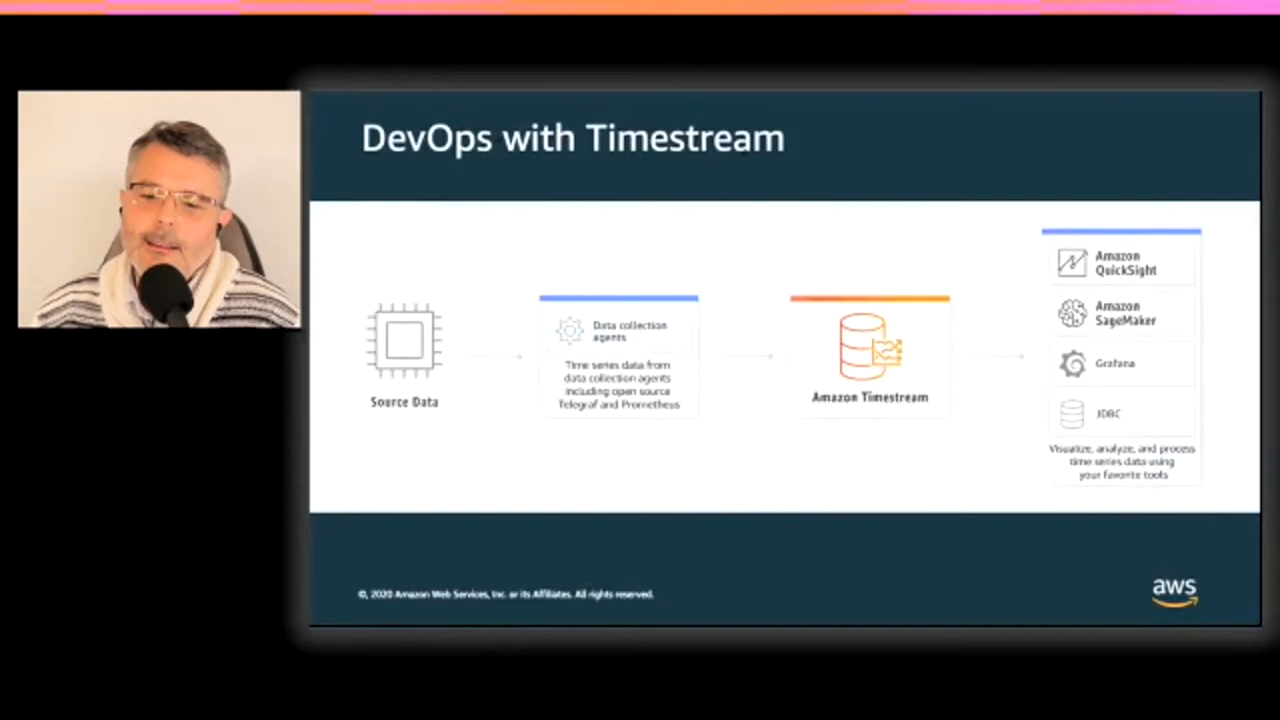 DevOps with Timestream
Source Data
Data collection
agents
Time series data from
data collection agents
including open source
Telegraf and Prometheus
Amazon Timestream
Amazon
QuickSight
Amazon
SageMaker
Grafana
JDBC
Visualize, analyze, and process
time series data using
your favorite tools
© 2020 Amazon Web Services, Inc. or its Affiliates. All rights reserved.
aws